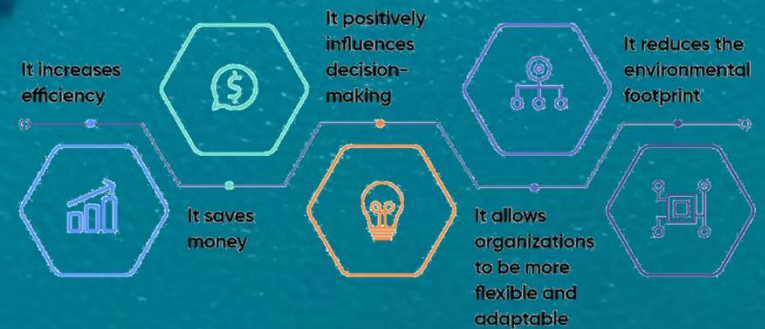 It increases
efficiency
It saves
money
It positively
influences
decision-
making
It allows
organizations
to be more
flexible and
adaptable
It reduces the
environmental
footprint
$